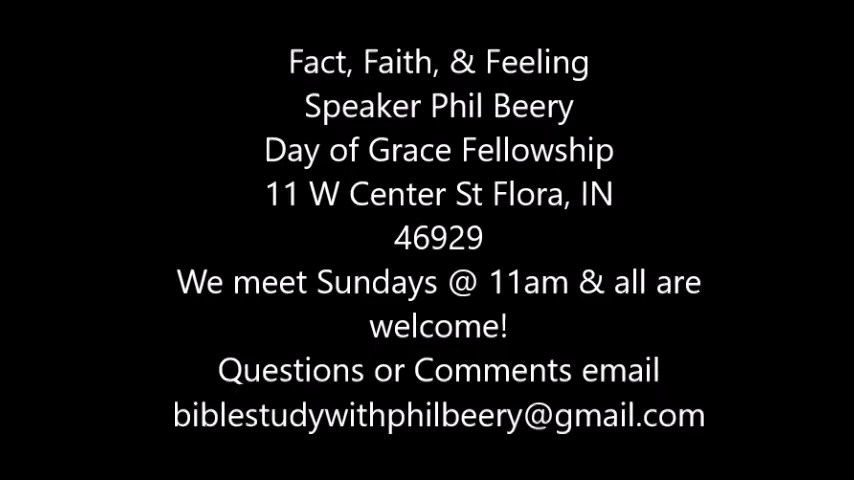 Fact, Faith, & Feeling
Speaker Phil Beery
Day of Grace Fellowship
11 W Center St Flora, IN
46929
We meet Sundays @ 11am & all are
welcome!
Questions or Comments email
biblestudywithphilbeery@gmail.com